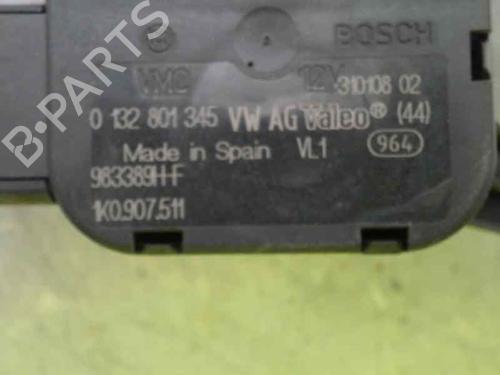 B-PARTS
BOSCH
VMC 12V 310108 02
0 132 801 345 VW AG Valeo® (44)
Made in Spain VL1 964
983389H-F
1K0.907.511